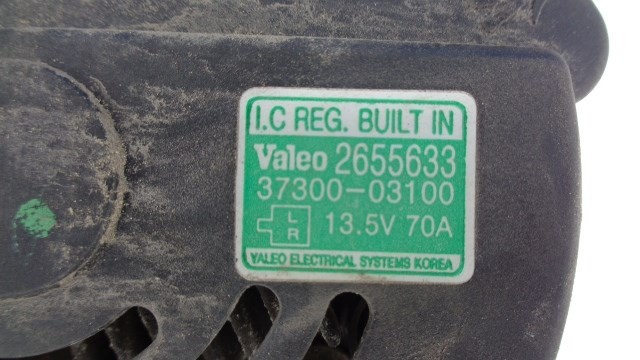 I.C REG. BUILT IN
Valeo 2655633
37300-03100
L
R
13.5V 70A
VALEO ELECTRICAL SYSTEMS KOREA